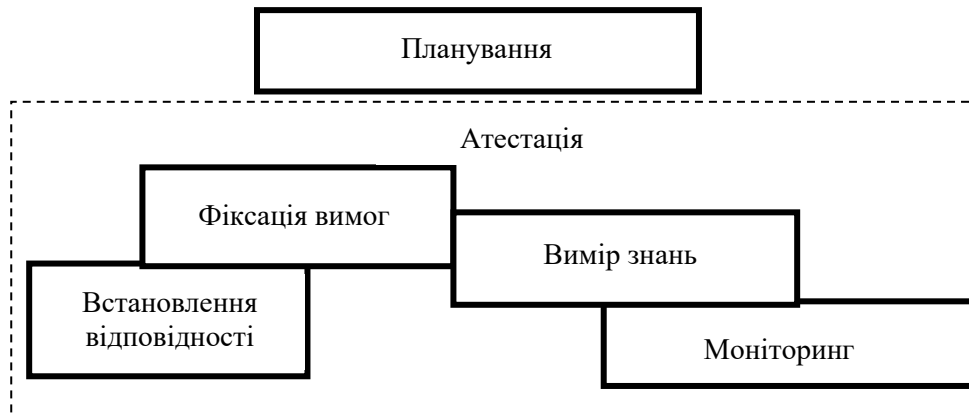 Планування
Атестація
Фіксація вимог
Вимір знань
Встановлення
відповідності
Моніторинг